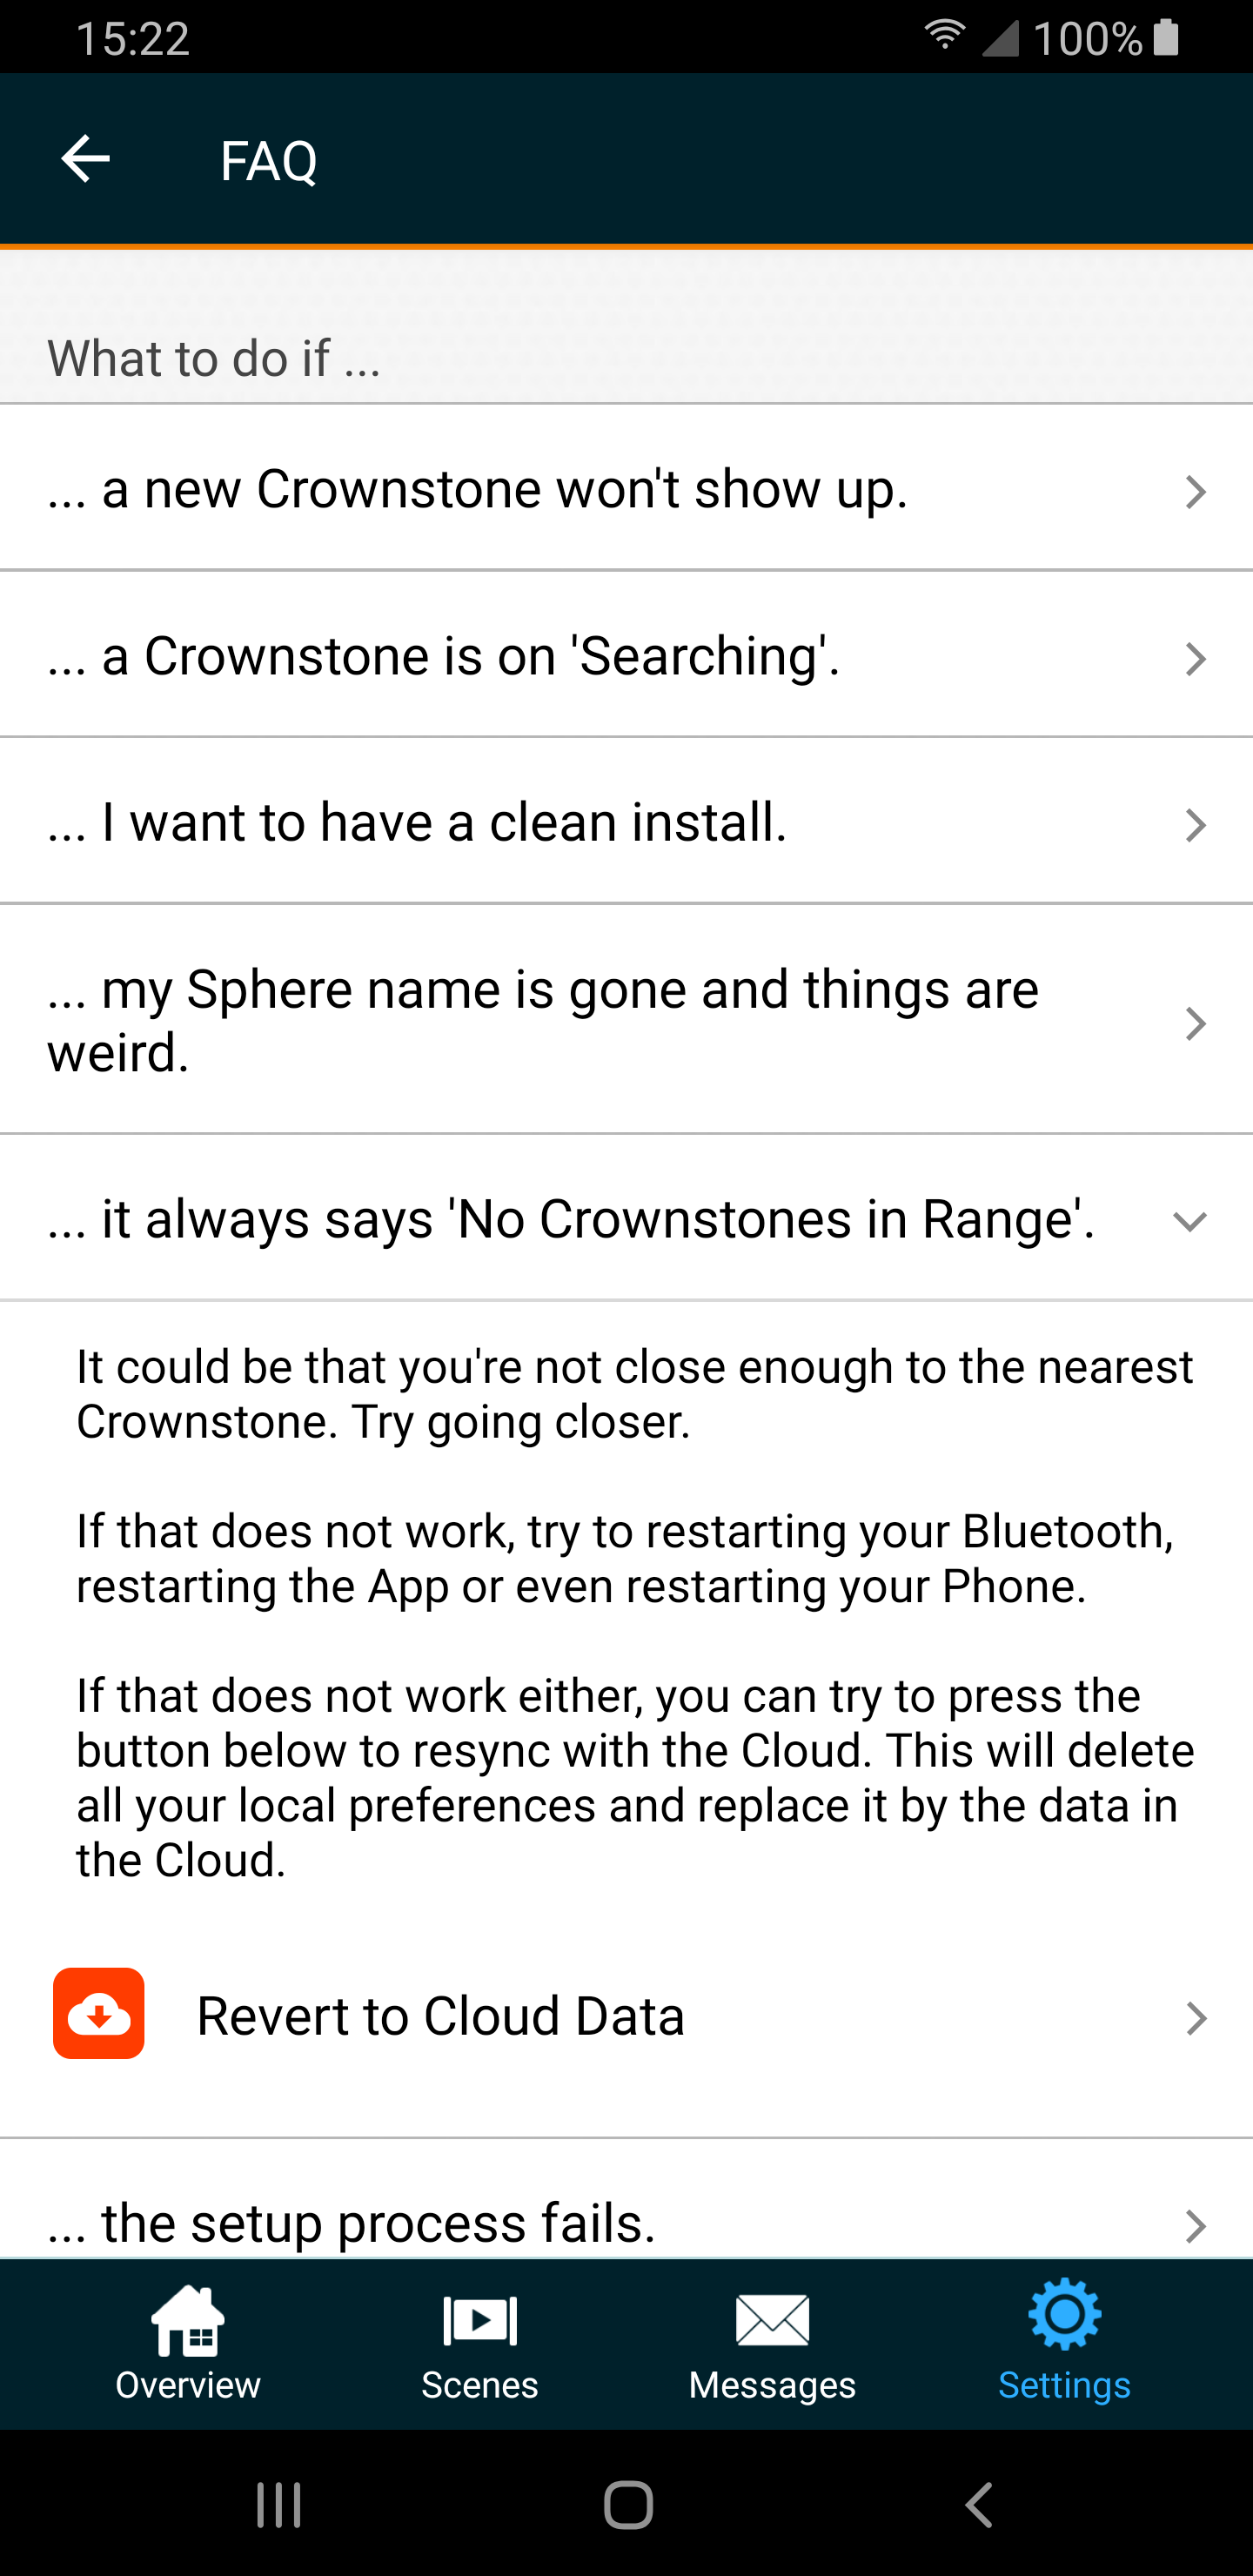 15:22
100%
FAQ
What to do if ...
... a new Crownstone won't show up.
... a Crownstone is on 'Searching'.
... I want to have a clean install.
... my Sphere name is gone and things are
weird.
... it always says 'No Crownstones in Range'.
It could be that you're not close enough to the nearest
Crownstone. Try going closer.
If that does not work, try to restarting your Bluetooth,
restarting the App or even restarting your Phone.
If that does not work either, you can try to press the
button below to resync with the Cloud. This will delete
all your local preferences and replace it by the data in
the Cloud.
Revert to Cloud Data
... the setup process fails.
Overview
Scenes
Messages
Settings